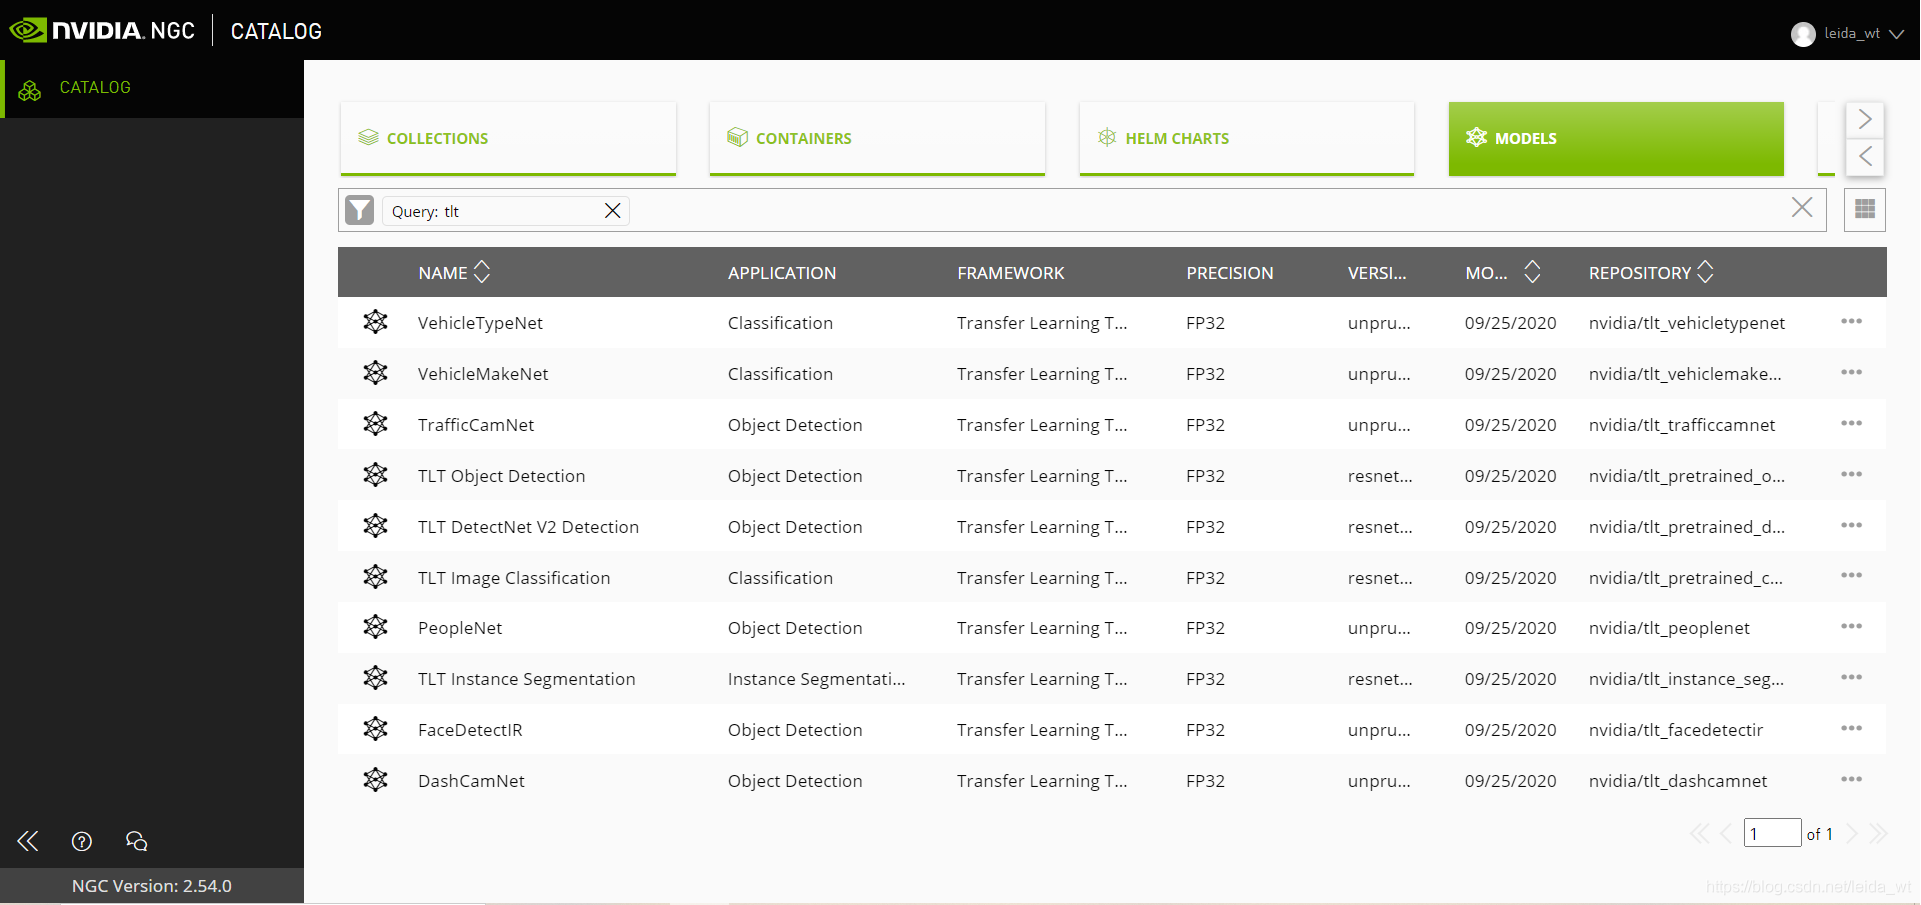 NVIDIA. NGC CATALOG
leida_wt
CATALOG
COLLECTIONS CONTAINERS HELM CHARTS MODELS
Query: tlt
NAME APPLICATION FRAMEWORK PRECISION VERSI... MO... REPOSITORY
VehicleTypeNet Classification Transfer Learning T... FP32 unpru... 09/25/2020 nvidia/tlt_vehicletypenet
VehicleMakeNet Classification Transfer Learning T... FP32 unpru... 09/25/2020 nvidia/tlt_vehiclemake...
TrafficCamNet Object Detection Transfer Learning T... FP32 unpru... 09/25/2020 nvidia/tlt_trafficcamnet
TLT Object Detection Object Detection Transfer Learning T... FP32 resnet... 09/25/2020 nvidia/tlt_pretrained_o...
TLT DetectNet V2 Detection Object Detection Transfer Learning T... FP32 resnet... 09/25/2020 nvidia/tlt_pretrained_d...
TLT Image Classification Classification Transfer Learning T... FP32 resnet... 09/25/2020 nvidia/tlt_pretrained_c...
PeopleNet Object Detection Transfer Learning T... FP32 unpru... 09/25/2020 nvidia/tlt_peoplenet
TLT Instance Segmentation Instance Segmentati... Transfer Learning T... FP32 resnet... 09/25/2020 nvidia/tlt_instance_seg...
FaceDetectIR Object Detection Transfer Learning T... FP32 unpru... 09/25/2020 nvidia/tlt_facedetectir
DashCamNet Object Detection Transfer Learning T... FP32 unpru... 09/25/2020 nvidia/tlt_dashcamnet
1 of 1
NGC Version: 2.54.0
https://blog.csdn.net/leida_wt